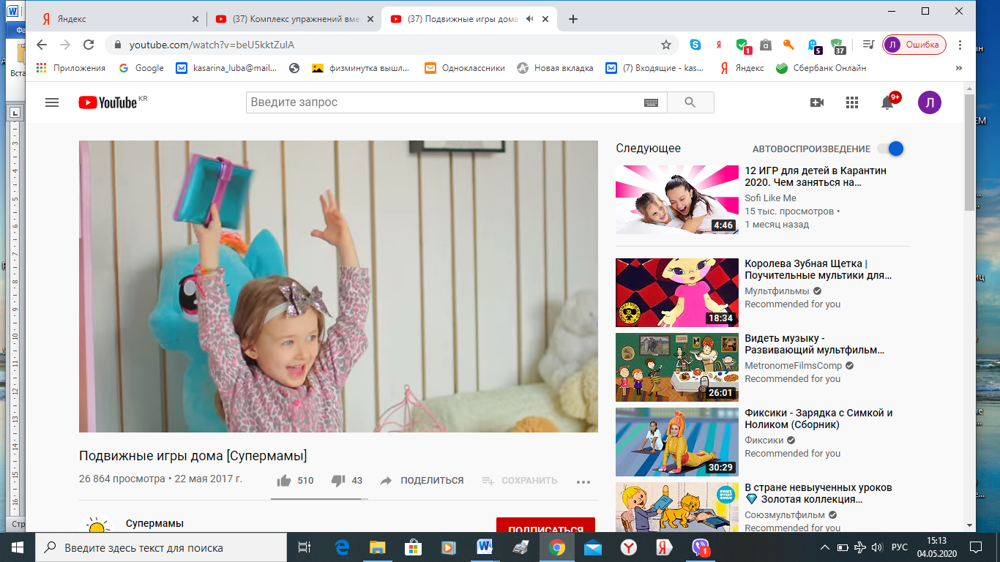 Яндекс
(37) Комплекс упражнений вме
(37) Подвижные игры дома
youtube.com/watch?v=beU5kktZuIA
1
5
37
Л
Ошибка
Приложения
Google
kasarina_luba@mail...
физминутка вышл...
Одноклассники
Новая вкладка
(7) Входящие - kas...
Яндекс
Сбербанк Онлайн
»
YouTube KR
Введите запрос
9+
Л
Следующее
АВТОВОСПРОИЗВЕДЕНИЕ
12 ИГР для детей в Карантин
2020. Чем заняться на...
Sofi Like Me
15 тыс. просмотров •
1 месяц назад
4:46
Королева Зубная Щетка |
Поучительные мультики для...
Мультфильмы
Recommended for you
18:34
Видеть музыку -
Развивающий мультфильм...
MetronomeFilmsComp
Recommended for you
26:01
Фиксики - Зарядка с Симкой и
Ноликом (Сборник)
Фиксики
Recommended for you
30:29
В стране невыученных уроков
Золотая коллекция...
Союзмультфильм
Recommended for you
Подвижные игры дома [Супермамы]
26 864 просмотра • 22 мая 2017 г.
510
43
ПОДЕЛИТЬСЯ
СОХРАНИТЬ
Супермамы
ПОДПИСАТЬСЯ
Введите здесь текст для поиска
1
РУС
15:13
04.05.2020